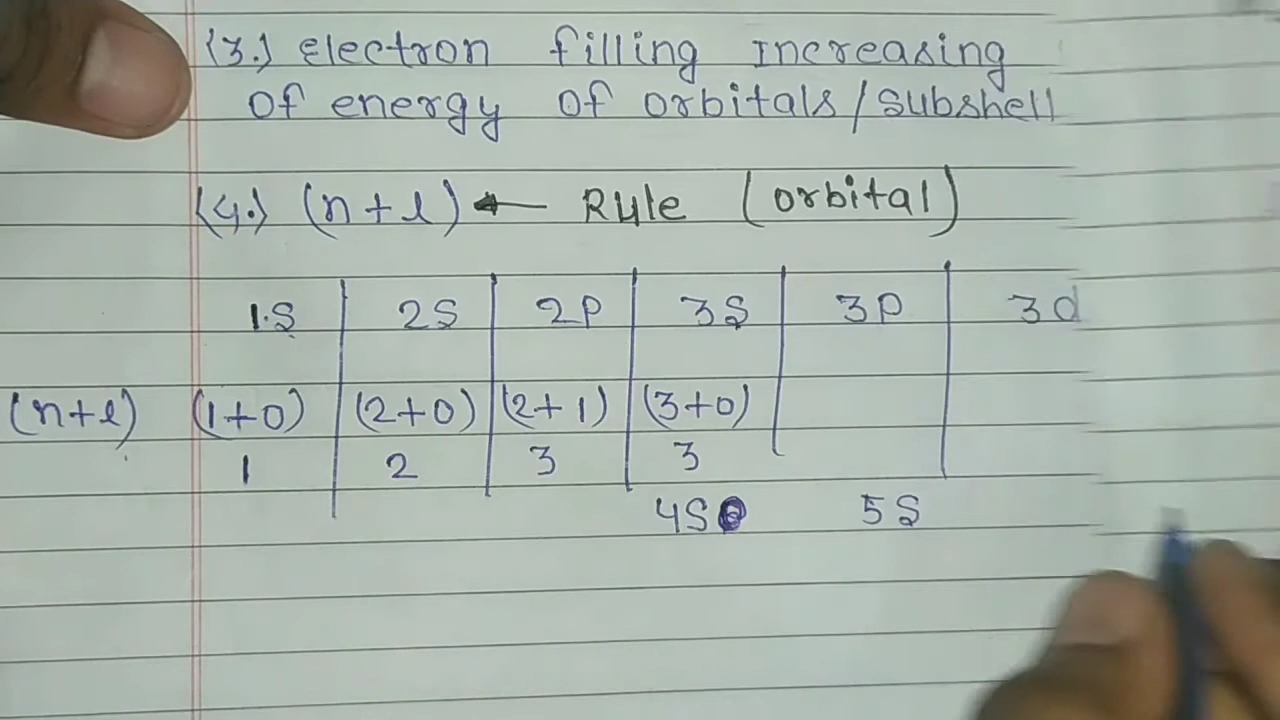 (3.) Electron filling Increasing
of energy of orbitals/subshell
(4.) (n+l) ← Rule (orbital)
1.S 2S 2P 3S 3P 3d
(n+l) (1+0) (2+0) (2+1) (3+0)
1 2 3 3
4S 5S